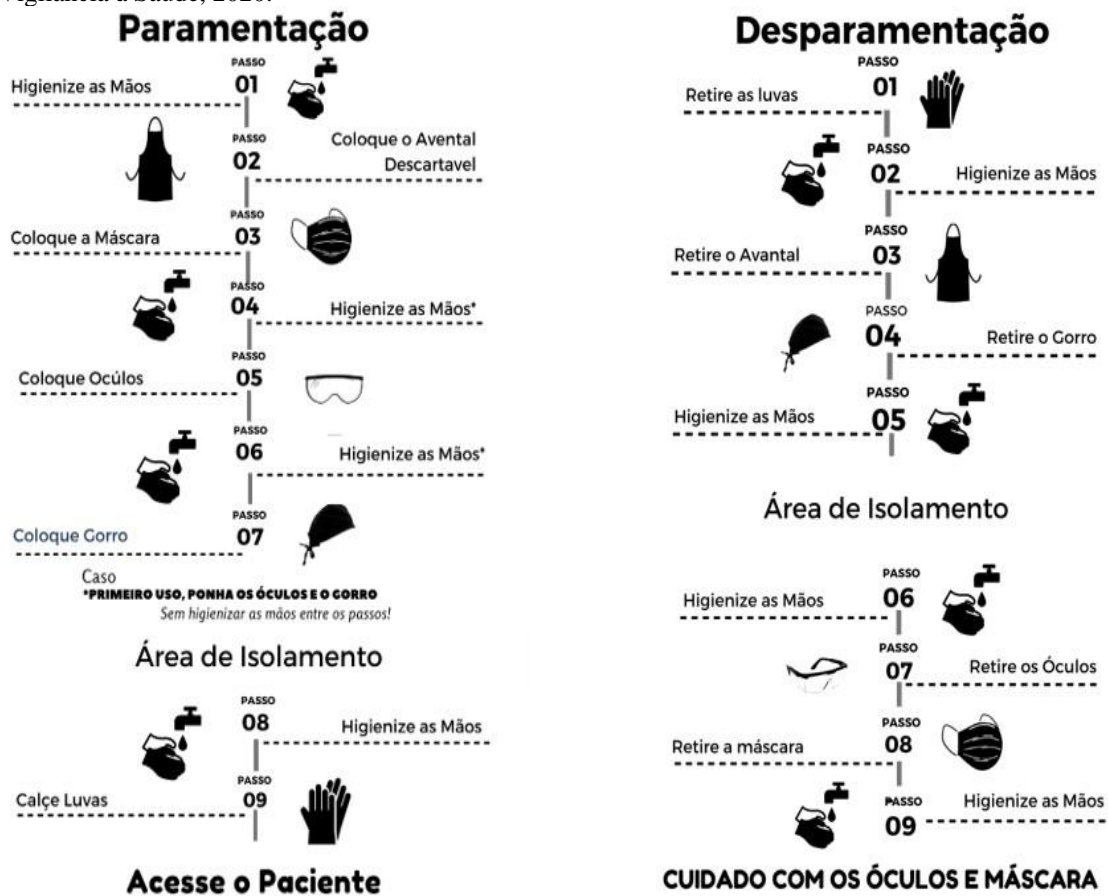 Vigilância à Saúde, 2020.
Paramentação
PASSO
01
Higienize as Mãos
PASSO
02
Coloque o Avental
Descartavel
PASSO
03
Coloque a Máscara
PASSO
04
Higienize as Mãos*
PASSO
05
Coloque Ocúlos
PASSO
06
Higienize as Mãos*
PASSO
07
Coloque Gorro
Caso
*PRIMEIRO USO, PONHA OS ÓCULOS E O GORRO
Sem higienizar as mãos entre os passos!
Área de Isolamento
PASSO
08
Higienize as Mãos
PASSO
09
Calçe Luvas
Acesse o Paciente
Desparamentação
PASSO
01
Retire as luvas
PASSO
02
Higienize as Mãos
PASSO
03
Retire o Avantal
PASSO
04
Retire o Gorro
PASSO
05
Higienize as Mãos
Área de Isolamento
PASSO
06
Higienize as Mãos
PASSO
07
Retire os Óculos
PASSO
08
Retire a máscara
PASSO
09
Higienize as Mãos
CUIDADO COM OS ÓCULOS E MÁSCARA